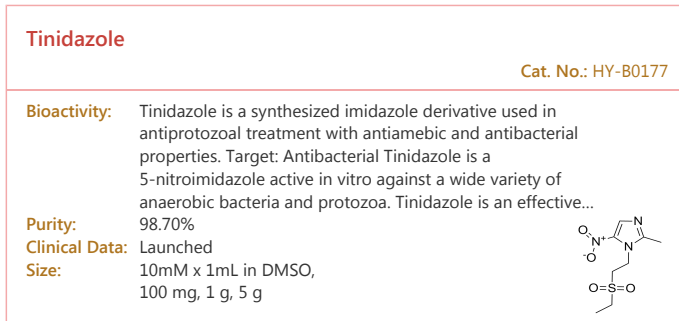 Tinidazole
Cat. No.: HY-B0177
Bioactivity: Tinidazole is a synthesized imidazole derivative used in
antiprotozoal treatment with antiamebic and antibacterial
properties. Target: Antibacterial Tinidazole is a
5-nitroimidazole active in vitro against a wide variety of
anaerobic bacteria and protozoa. Tinidazole is an effective...
Purity: 98.70%
Clinical Data: Launched
Size: 10mM x 1mL in DMSO,
100 mg, 1 g, 5 g
O
N+
O-
N
N
O
S
O